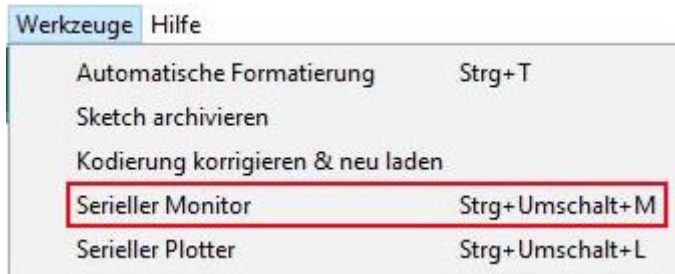 Werkzeuge Hilfe
Automatische Formatierung Strg+T
Sketch archivieren
Kodierung korrigieren & neu laden
Serieller Monitor Strg+Umschalt+M
Serieller Plotter Strg+Umschalt+L